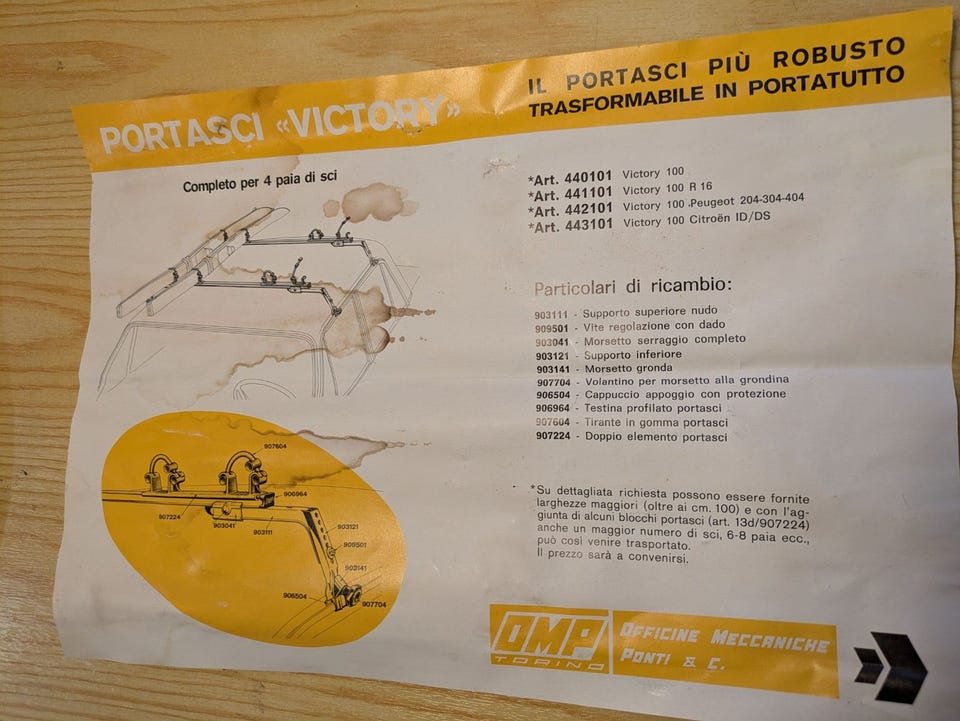 PORTASCI «VICTORY»
IL PORTASCI PIÙ ROBUSTO
TRASFORMABILE IN PORTATUTTO
Completo per 4 paia di sci
*Art. 440101 Victory 100
*Art. 441101 Victory 100 R 16
*Art. 442101 Victory 100 Peugeot 204-304-404
*Art. 443101 Victory 100 Citroën ID/DS
Particolari di ricambio:
903111 - Supporto superiore nudo
909501 - Vite regolazione con dado
903041 - Morsetto serraggio completo
903121 - Supporto inferiore
903141 - Morsetto gronda
907704 - Volantino per morsetto alla grondina
906504 - Cappuccio appoggio con protezione
906964 - Testina profilato portasci
907604 - Tirante in gomma portasci
907224 - Doppio elemento portasci
907604
906964
907224
903041
903111
903121
909501
903141
906504
907704
*Su dettagliata richiesta possono essere fornite
larghezze maggiori (oltre ai cm. 100) e con l'ag-
giunta di alcuni blocchi portasci (art. 13d/907224)
anche un maggior numero di sci, 6-8 paia ecc.,
può così venire trasportato.
Il prezzo sarà a convenirsi.
OMP
TORINO
OFFICINE MECCANICHE
PONTI & C.